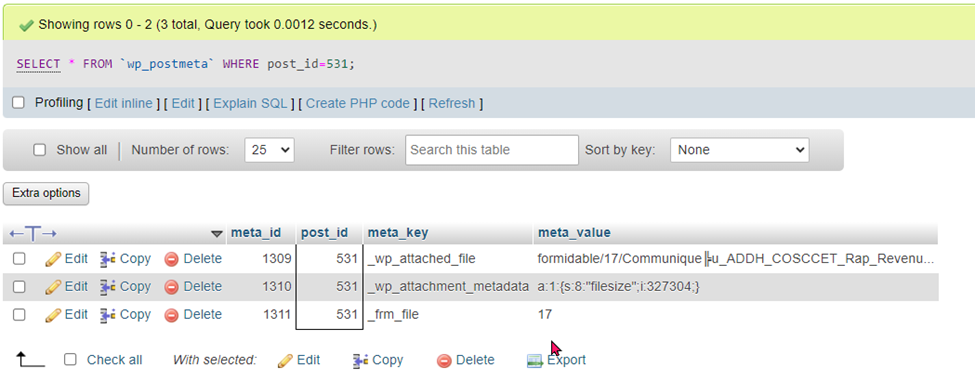 Showing rows 0 - 2 (3 total, Query took 0.0012 seconds.)
SELECT * FROM `wp_postmeta` WHERE post_id=531;
Profiling [ Edit inline ] [ Edit ] [ Explain SQL ] [ Create PHP code ] [ Refresh ]
Show all | Number of rows: 25 Filter rows: Search this table Sort by key: None
Extra options
←T→ meta_id post_id meta_key meta_value
Edit Copy Delete 1309 531 _wp_attached_file formidable/17/Communique╠u_ADDH_COSCCET_Rap_Revenu...
Edit Copy Delete 1310 531 _wp_attachment_metadata a:1:{s:8:"filesize";i:327304;}
Edit Copy Delete 1311 531 _frm_file 17
Check all With selected: Edit Copy Delete Export